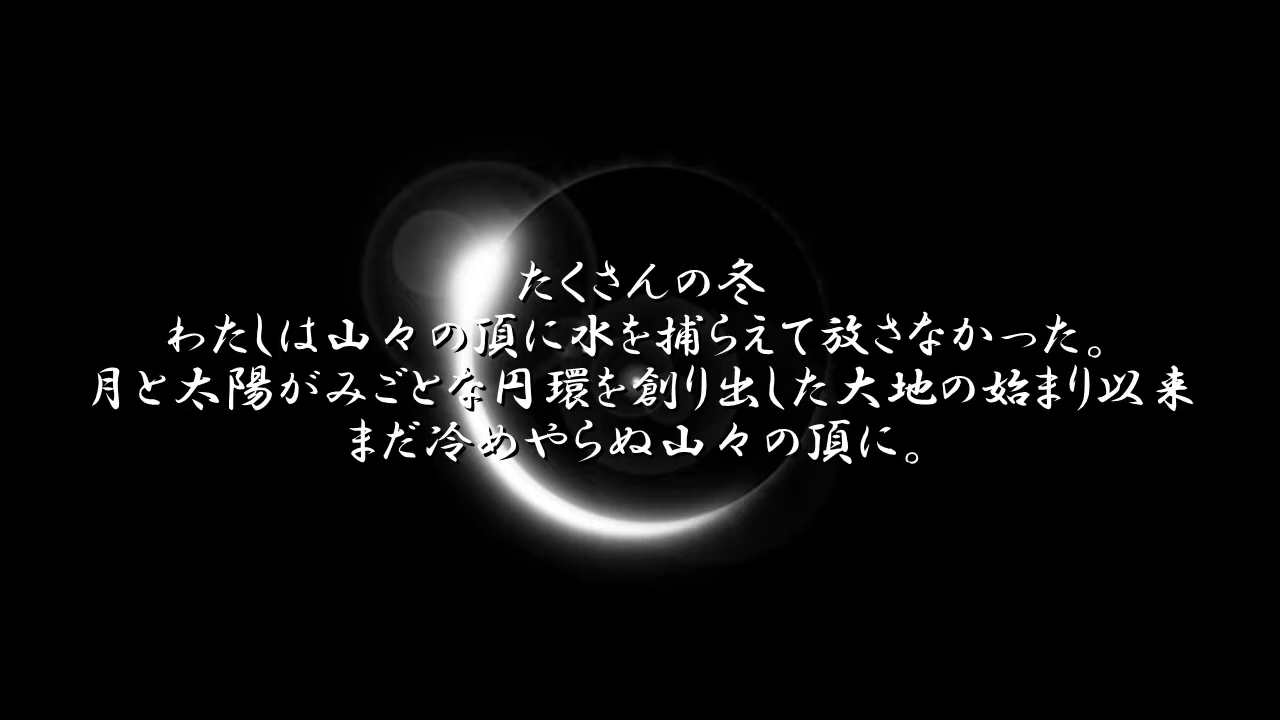 たくさんの冬
わたしは山々の頂に水を捕らえて放さなかった。
月と太陽がみごとな円環を創り出した大地の始まり以来
まだ冷めやらぬ山々の頂に。